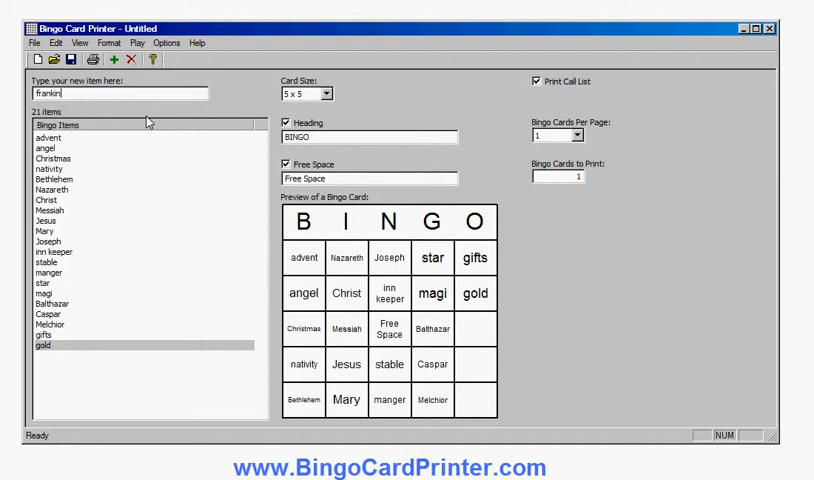 Bingo Card Printer - Untitled
File Edit View Format Play Options Help
Type your new item here:
frankin
21 items
Bingo Items
advent
angel
Christmas
nativity
Bethlehem
Nazareth
Christ
Messiah
Jesus
Mary
Joseph
inn keeper
stable
manger
star
magi
Balthazar
Caspar
Melchior
gifts
gold
Card Size:
5 x 5
Heading
BINGO
Free Space
Free Space
Preview of a Bingo Card:
B I N G O
advent Nazareth Joseph star gifts
angel Christ inn keeper magi gold
Christmas Messiah Free Space Balthazar
nativity Jesus stable Caspar
Bethlehem Mary manger Melchior
Print Call List
Bingo Cards Per Page:
1
Bingo Cards to Print:
1
Ready
NUM
www.BingoCardPrinter.com